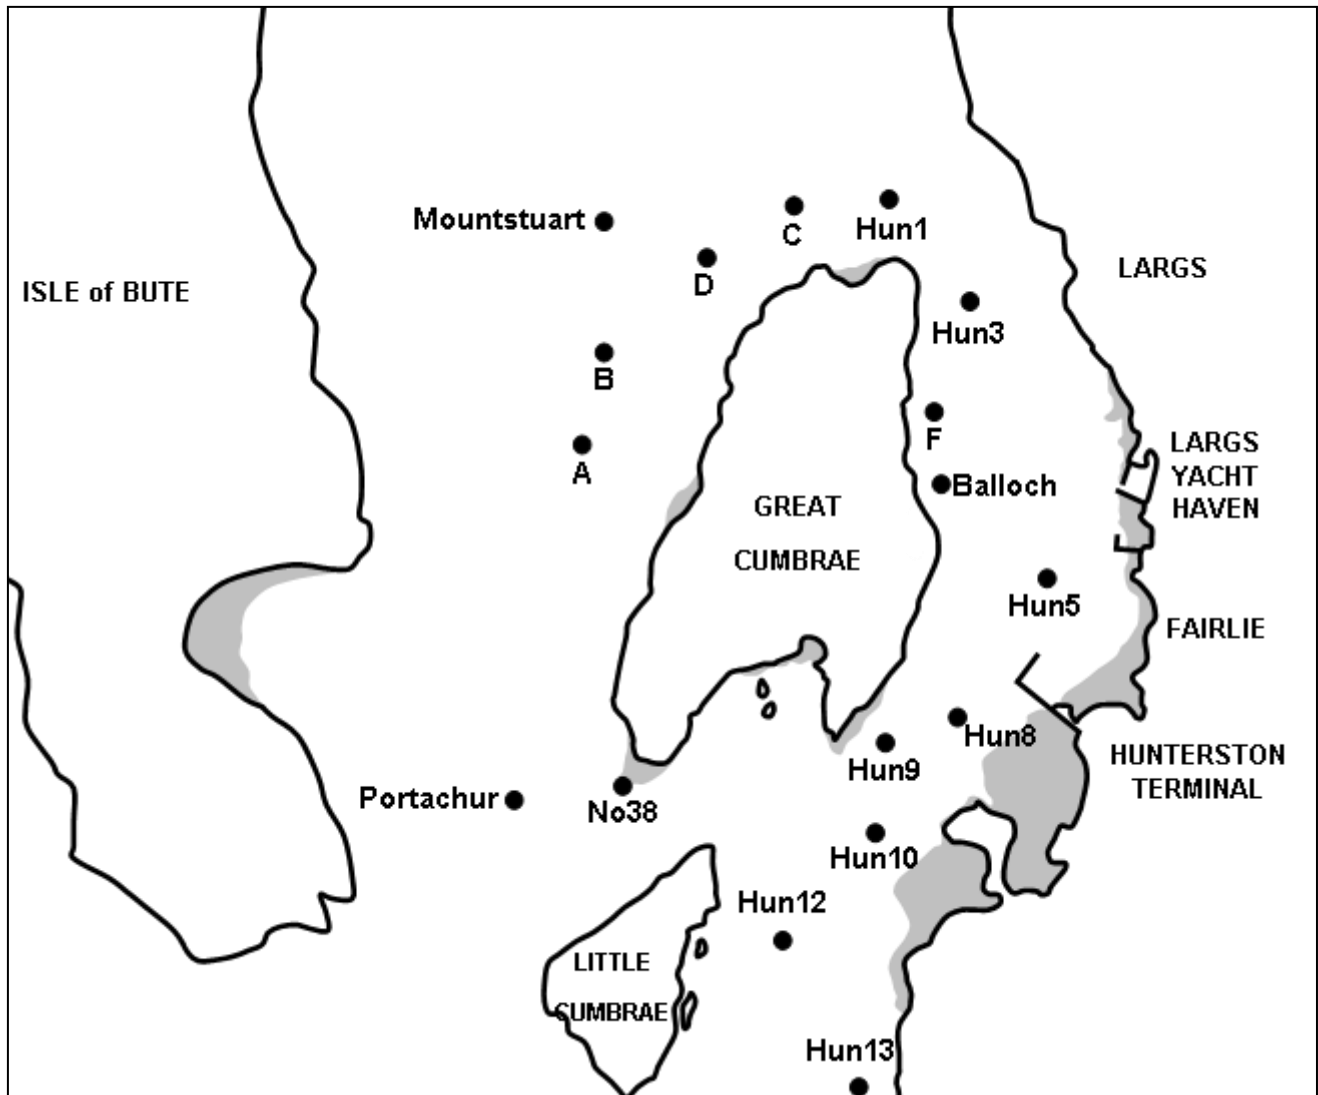 Mountstuart
C
Hun1
D
LARGS
ISLE of BUTE
Hun3
B
F
A
LARGS
YACHT
HAVEN
Balloch
GREAT
CUMBRAE
Hun5
FAIRLIE
Hun8
Hun9
HUNTERSTON
TERMINAL
Portachur
No38
Hun10
Hun12
LITTLE
CUMBRAE
Hun13